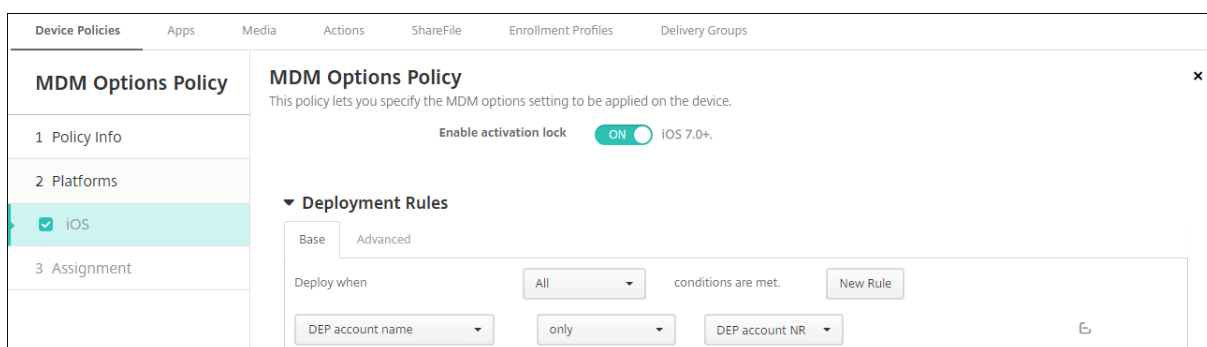 Device Policies Apps Media Actions ShareFile Enrollment Profiles Delivery Groups
MDM Options Policy
1 Policy Info
2 Platforms
iOS
3 Assignment
MDM Options Policy
This policy lets you specify the MDM options setting to be applied on the device.
Enable activation lock ON iOS 7.0+.
Deployment Rules
Base Advanced
Deploy when All conditions are met. New Rule
DEP account name only DEP account NR